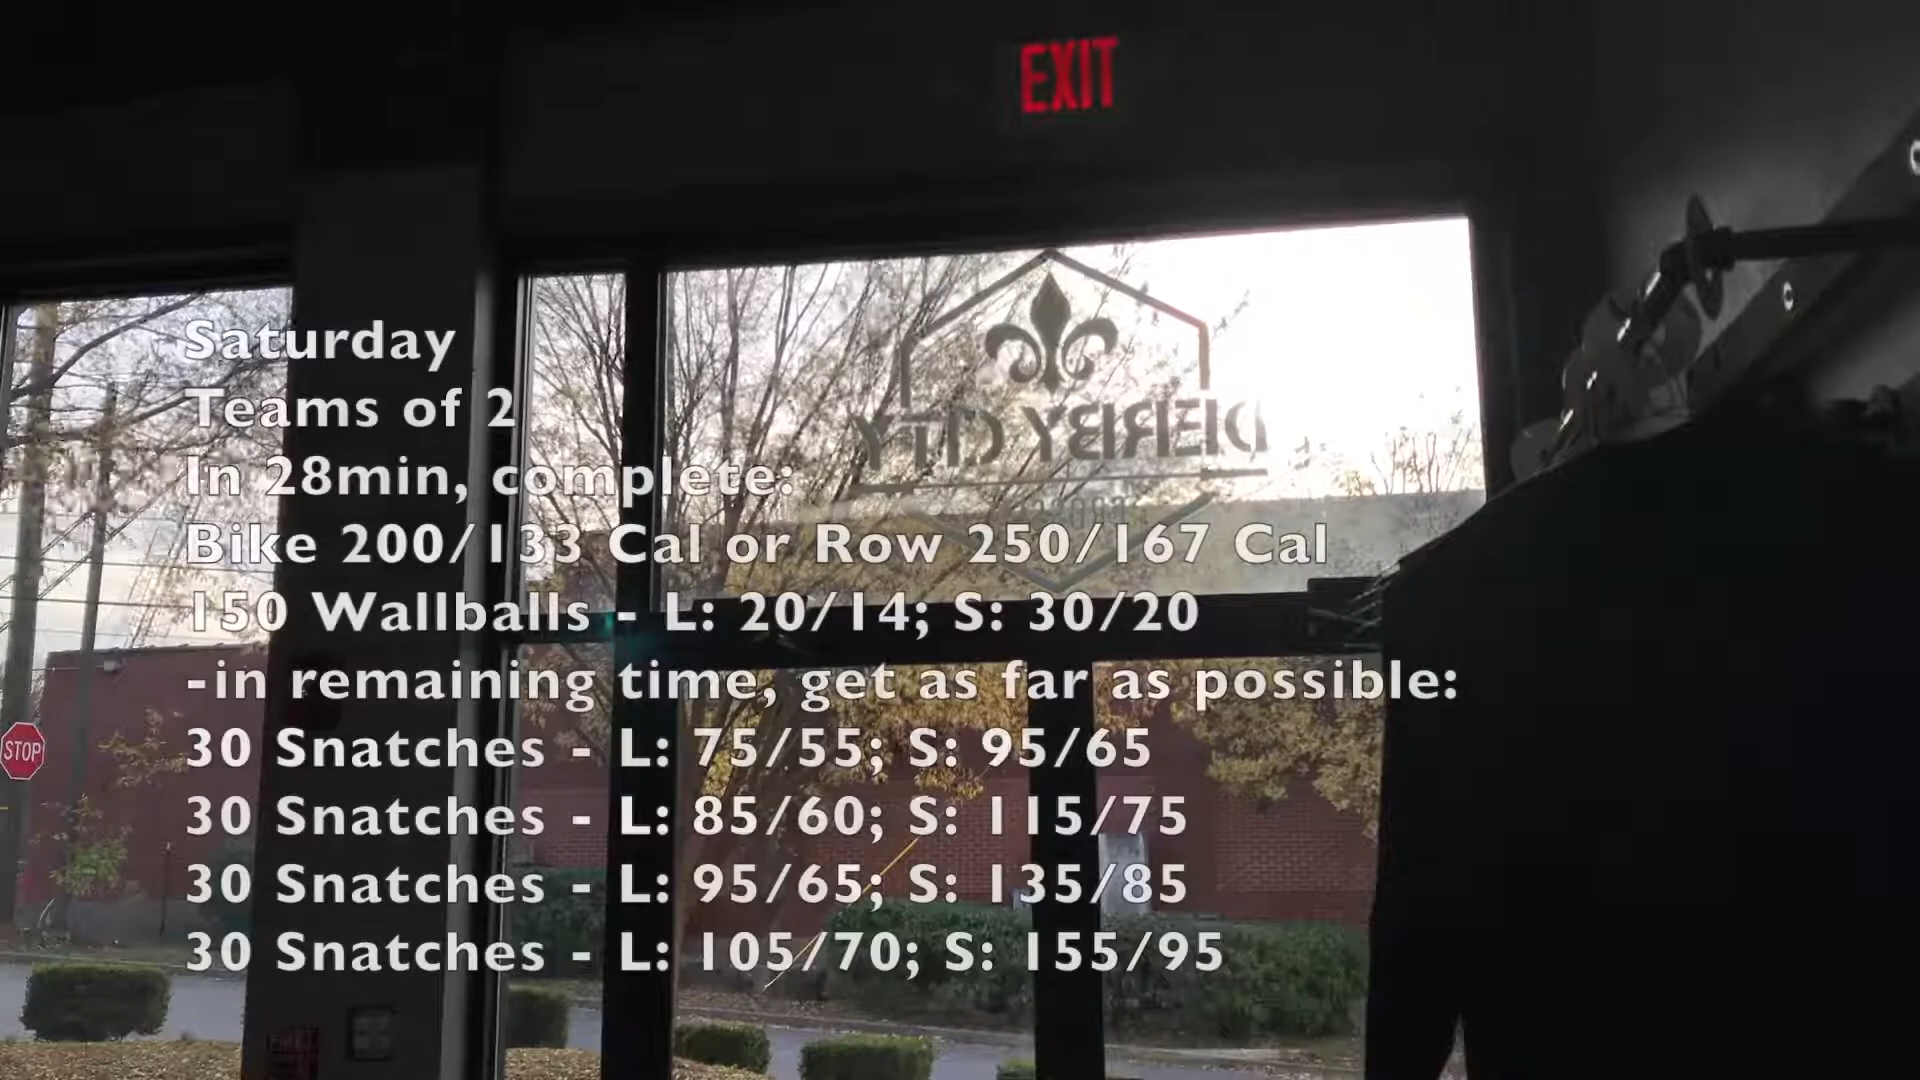 EXIT
DERBY CITY
Saturday
Teams of 2
In 28min, complete:
Bike 200/133 Cal or Row 250/167 Cal
150 Wallballs - L: 20/14; S: 30/20
-in remaining time, get as far as possible:
30 Snatches - L: 75/55; S: 95/65
STOP
30 Snatches - L: 85/60; S: 115/75
30 Snatches - L: 95/65; S: 135/85
30 Snatches - L: 105/70; S: 155/95